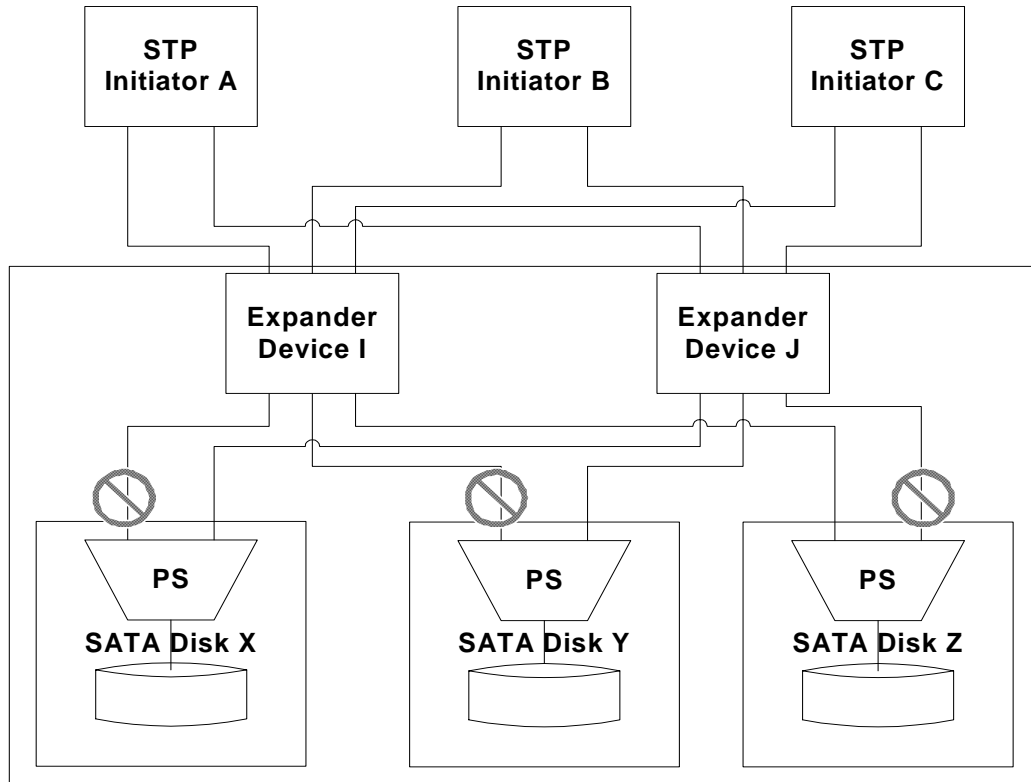 STP
Initiator A
STP
Initiator B
STP
Initiator C
Expander
Device I
Expander
Device J
PS
PS
PS
SATA Disk X
SATA Disk Y
SATA Disk Z